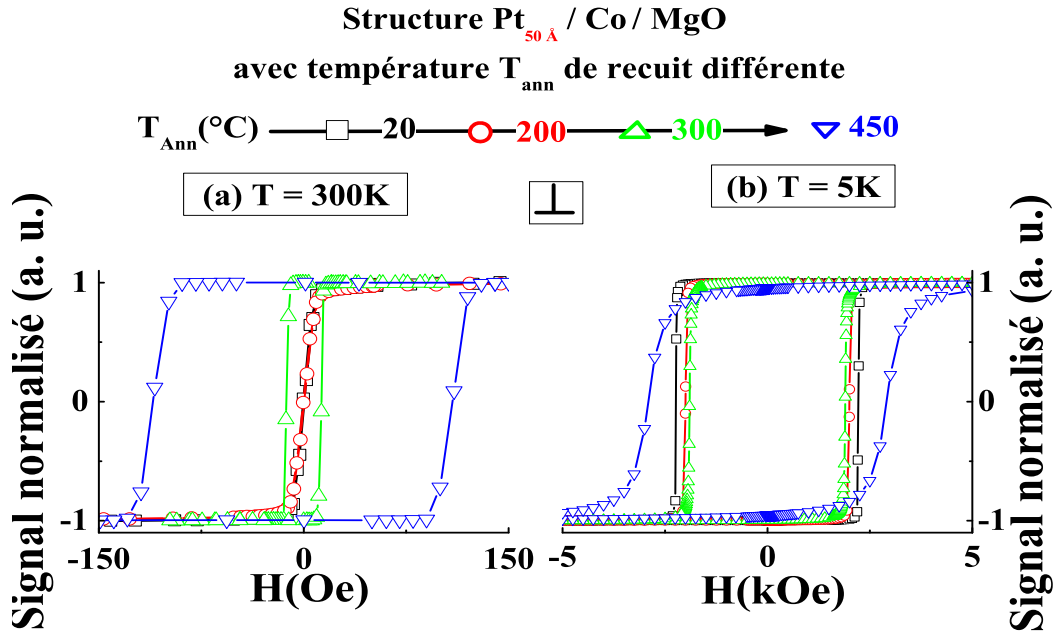 Structure Pt50 Å / Co / MgO
avec température Tann de recuit différente
TAnn(°C) 20 200 300 450
(a) T = 300K
⊥
(b) T = 5K
Signal normalisé (a. u.)
1
0
-1
-150 0 150
H(Oe)
1
0
-1
-5 0 5
H(kOe)
Signal normalisé (a. u.)